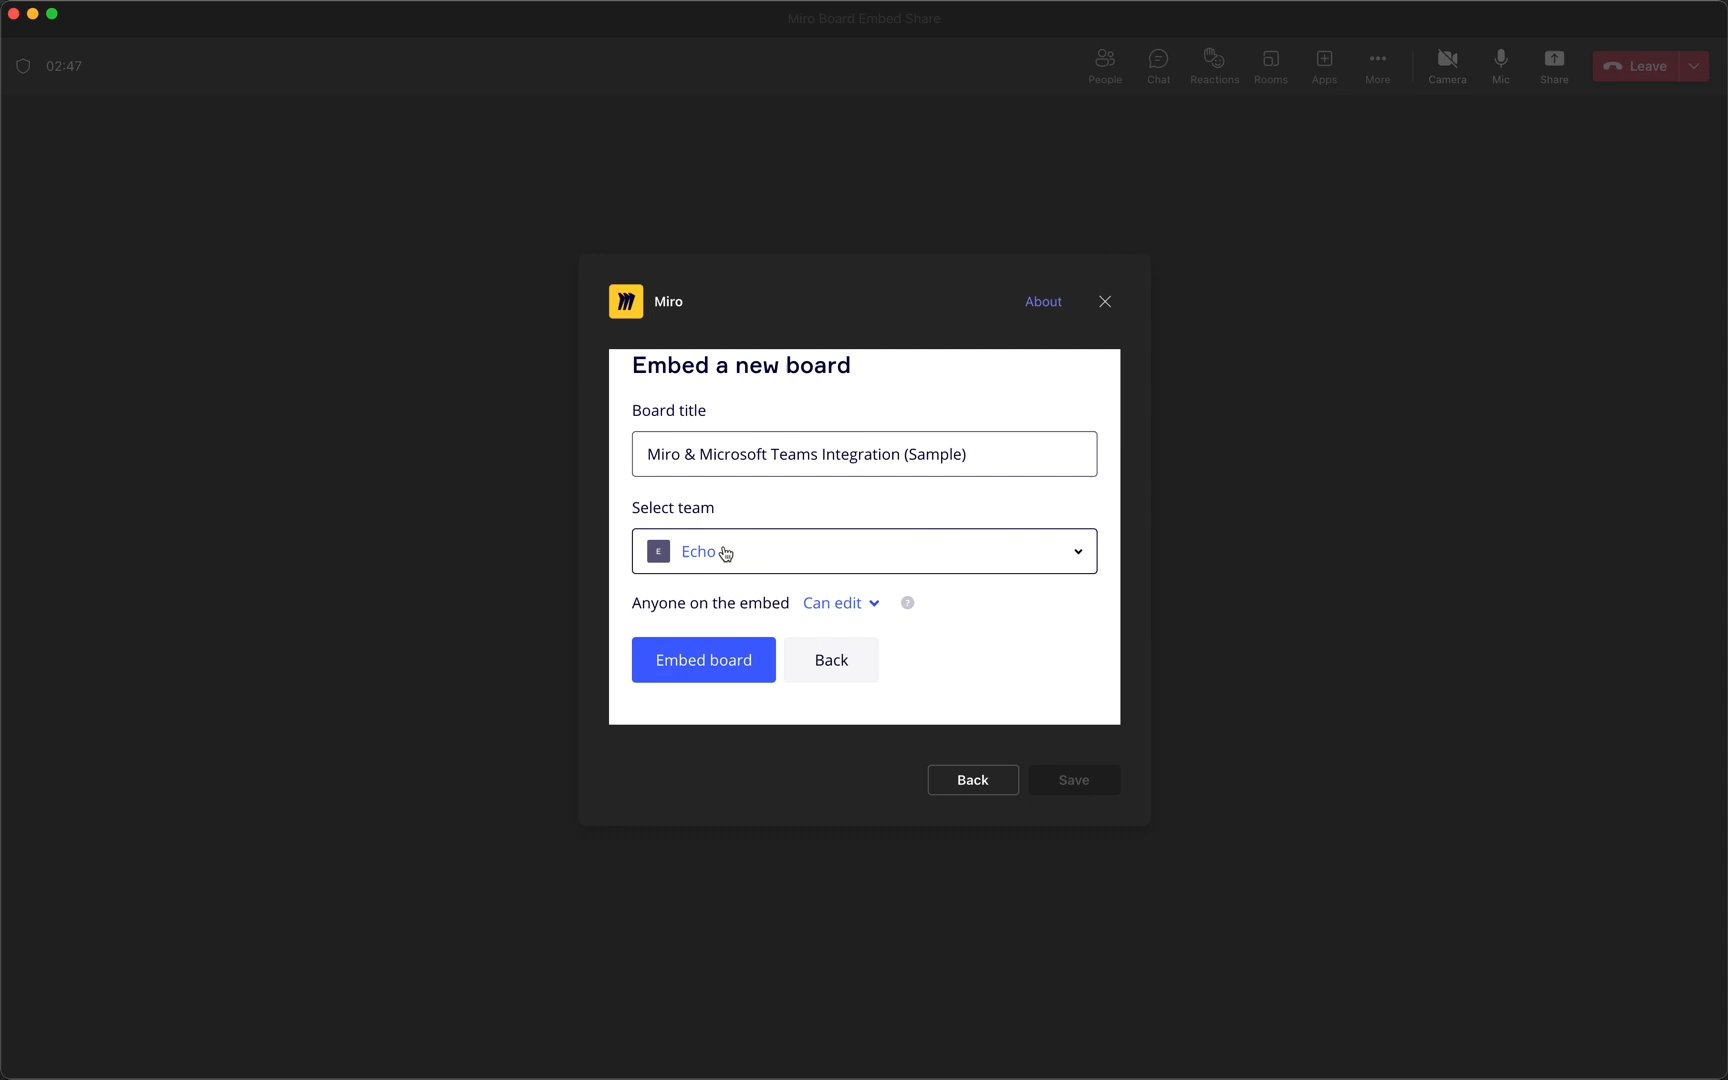 Miro Board Embed Share
02:47
People
Chat
Reactions
Rooms
Apps
More
Camera
Mic
Share
Leave
Miro
About
Embed a new board
Board title
Miro & Microsoft Teams Integration (Sample)
Select team
E Echo
Anyone on the embed Can edit ?
Embed board
Back
Back
Save